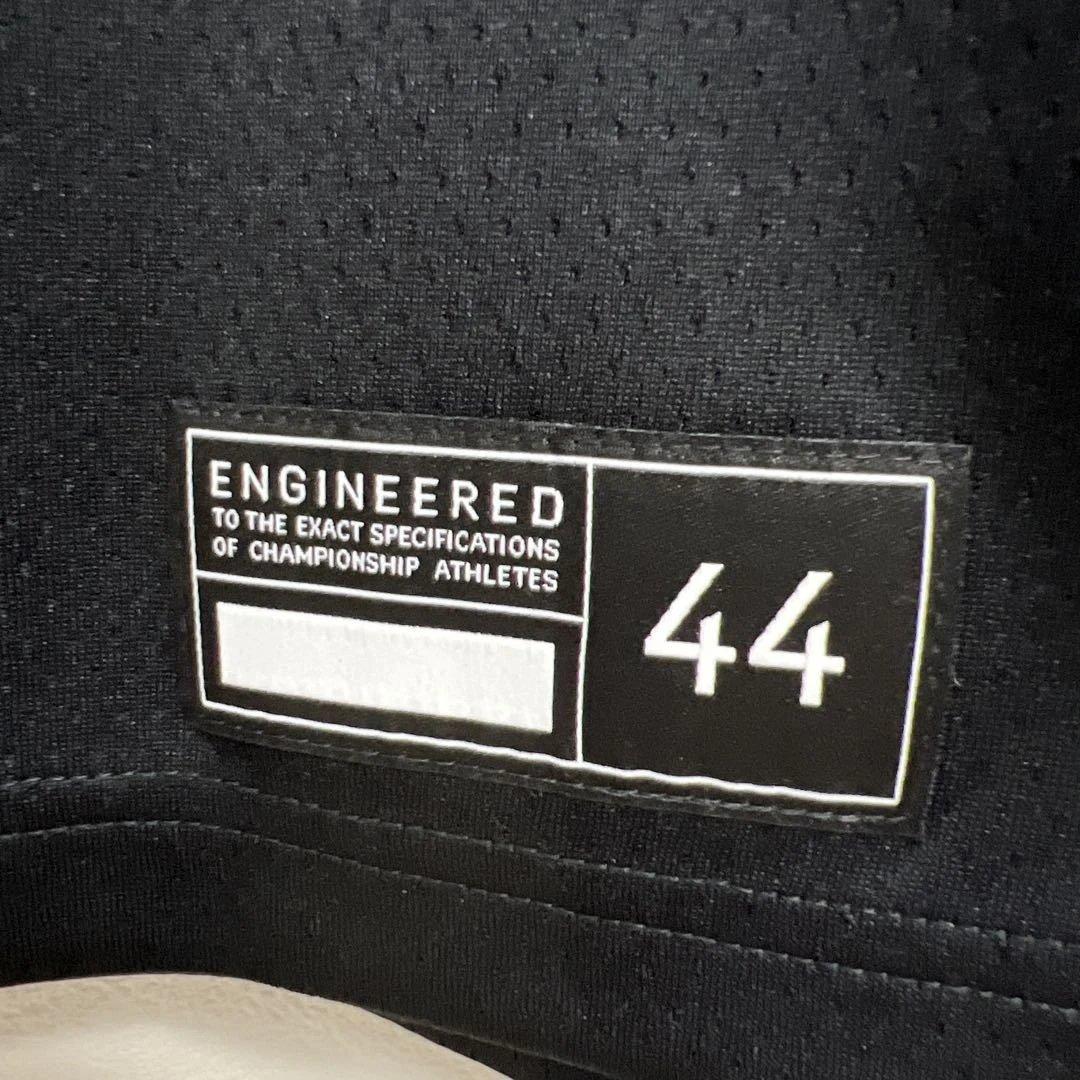 ENGINEERED
TO THE EXACT SPECIFICATIONS
OF CHAMPIONSHIP ATHLETES
44